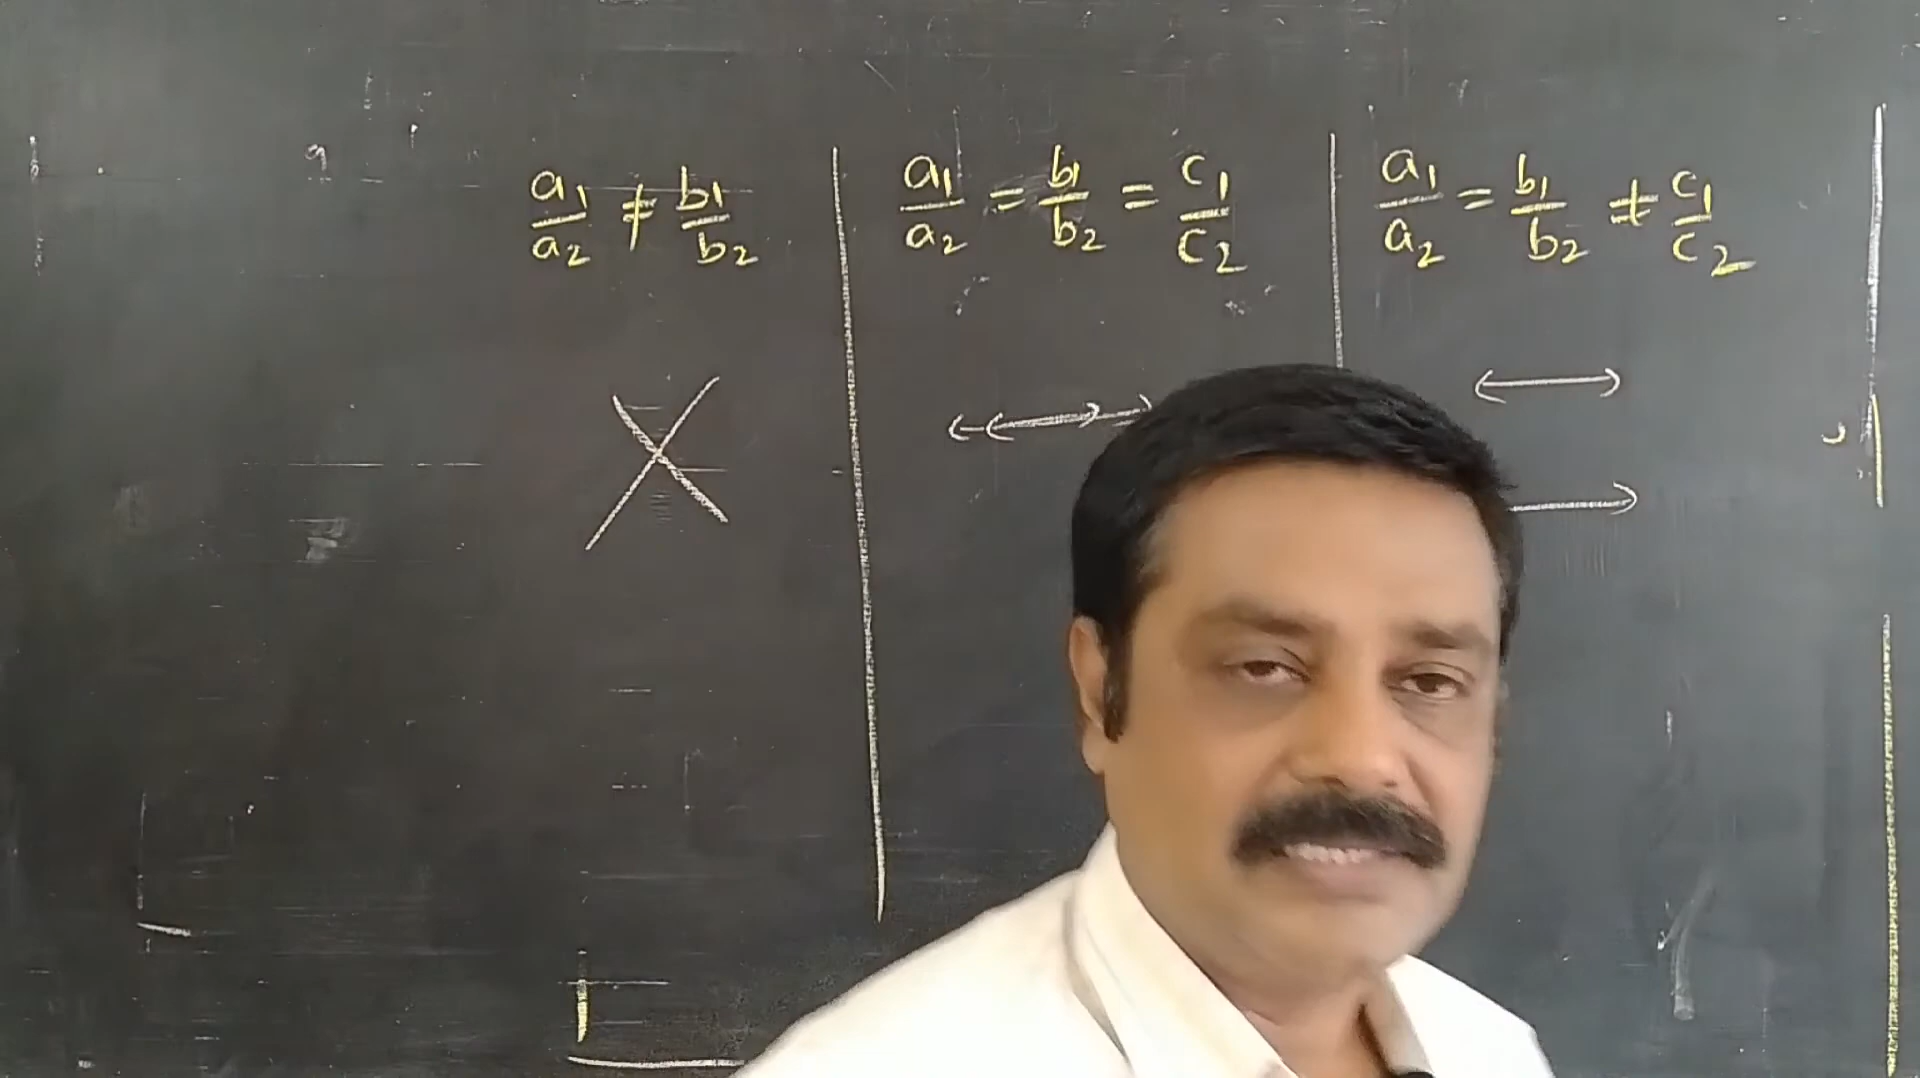 a₁/a₂ ≠ b₁/b₂
a₁/a₂ = b₁/b₂ = c₁/c₂
a₁/a₂ = b₁/b₂ ≠ c₁/c₂